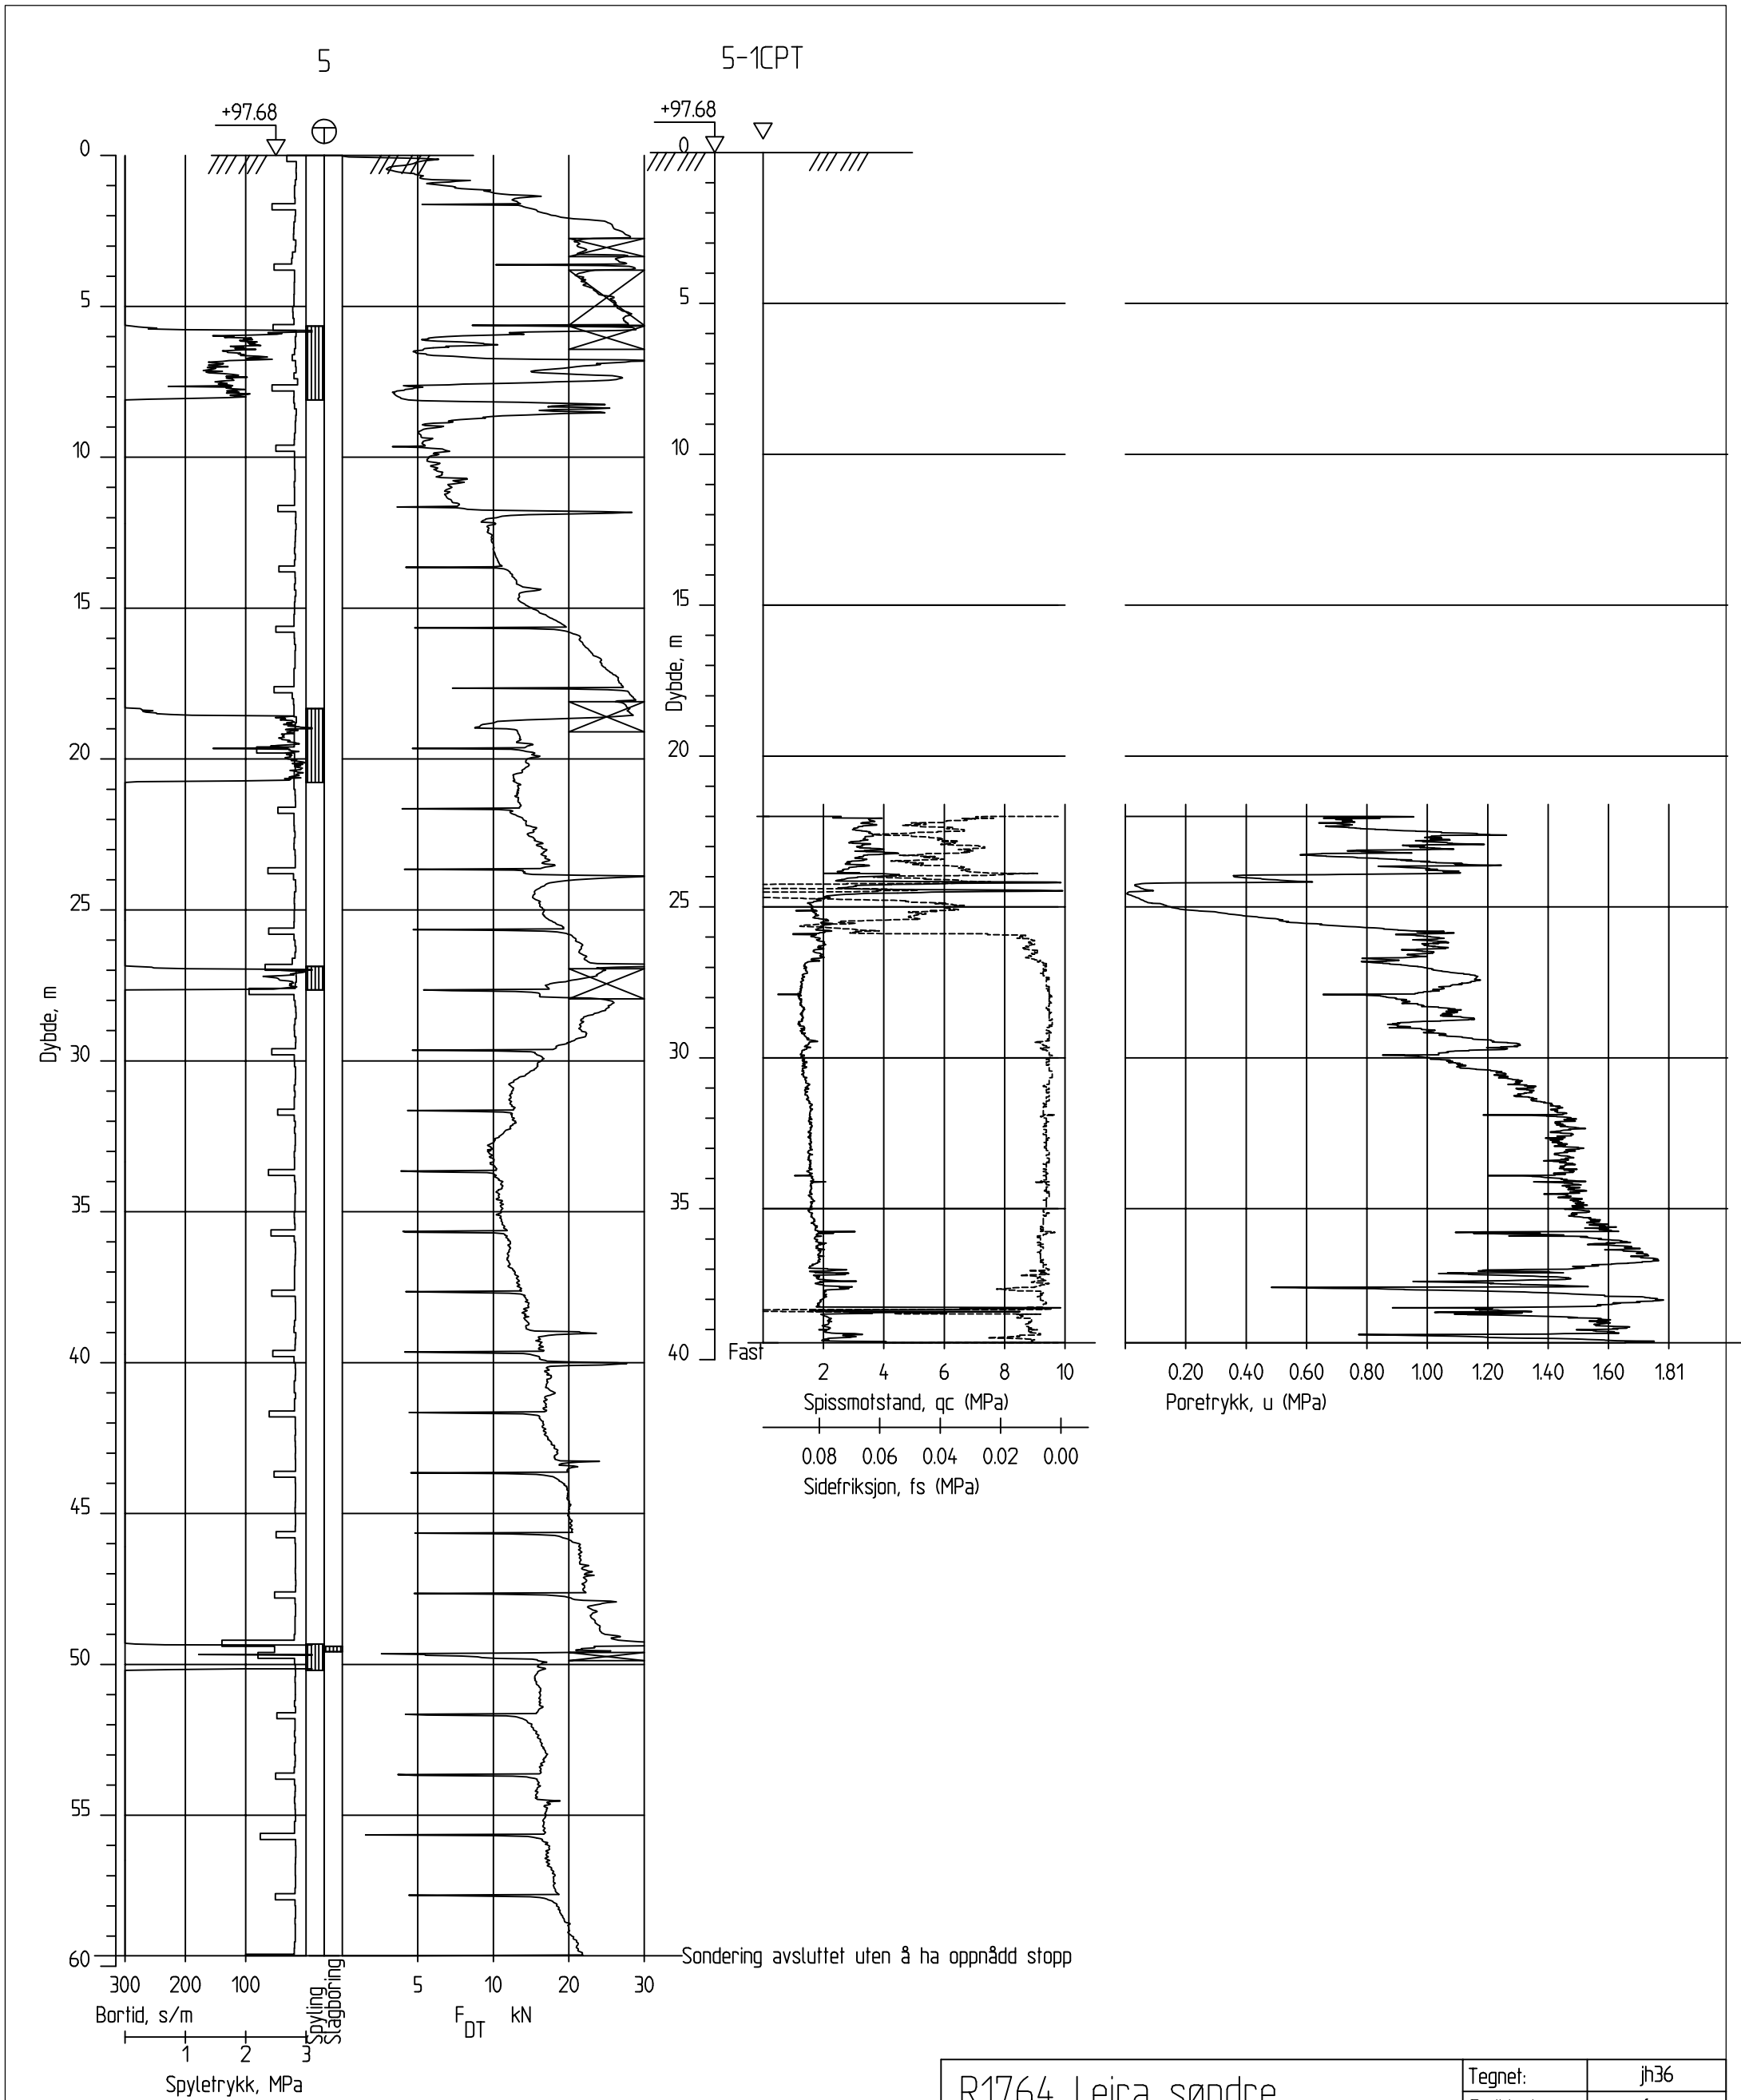 5
5-1CPT
+97.68
+97.68
0
5
10
15
20
25
30
35
40
45
50
55
60
Dybde, m
0
5
10
15
20
25
30
35
40
Dybde, m
Fast
2 4 6 8 10
Spissmotstand, qc (MPa)
0.08 0.06 0.04 0.02 0.00
Sidefriksjon, fs (MPa)
0.20 0.40 0.60 0.80 1.00 1.20 1.40 1.60 1.81
Poretrykk, u (MPa)
Sondering avsluttet uten å ha oppnådd stopp
300 200 100
Bortid, s/m
Spyling
Slagboring
5 10 20 30
FDT kN
1 2 3
Spyletrykk, MPa
R1764 Leira søndre
Tegnet: jh36